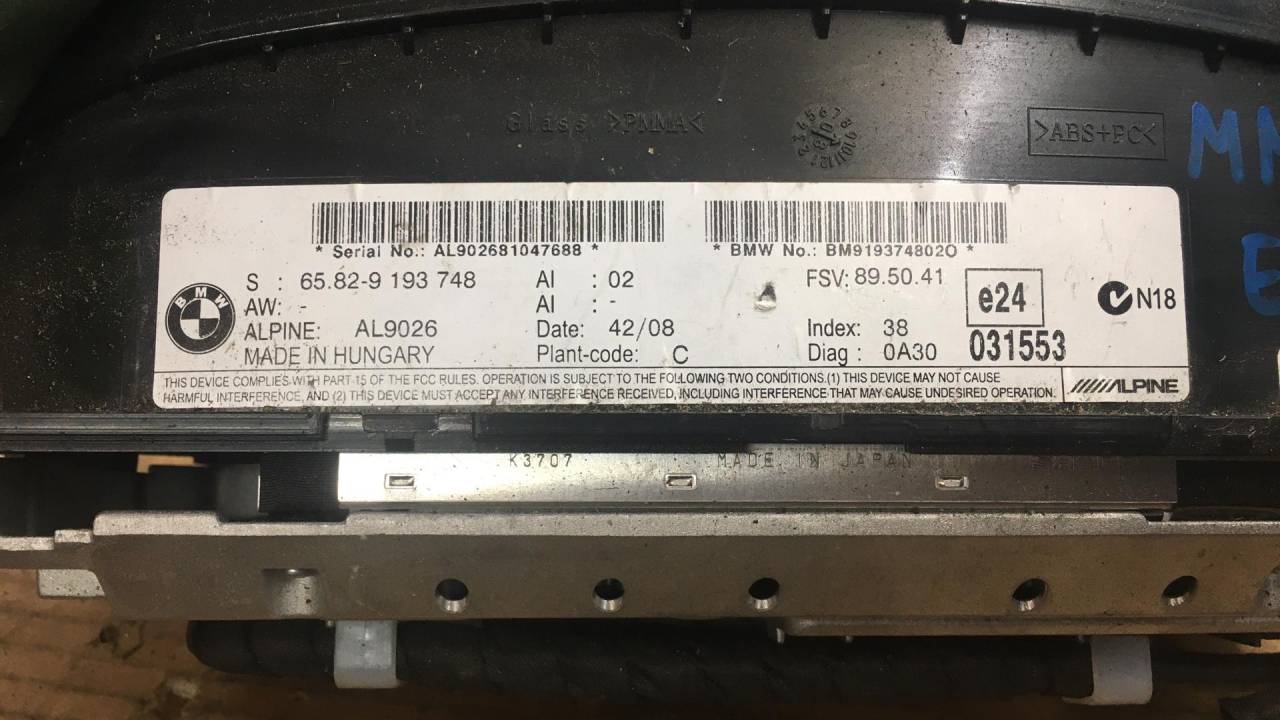 Glass >PMMA<
>ABS+PC<
* Serial No.: AL902681047688 *
* BMW No.: BM919374802O *
BMW
S : 65.82-9 193 748
AI : 02
FSV: 89.50.41
AW: -
AI : -
e24
N18
ALPINE: AL9026
Date: 42/08
Index: 38
031553
MADE IN HUNGARY
Plant-code: C
Diag : 0A30
THIS DEVICE COMPLIES WITH PART 15 OF THE FCC RULES. OPERATION IS SUBJECT TO THE FOLLOWING TWO CONDITIONS.(1) THIS DEVICE MAY NOT CAUSE
HARMFUL INTERFERENCE, AND (2) THIS DEVICE MUST ACCEPT ANY INTERFERENCE RECEIVED, INCLUDING INTERFERENCE THAT MAY CAUSE UNDESIRED OPERATION.
ALPINE
K3707 MADE IN JAPAN